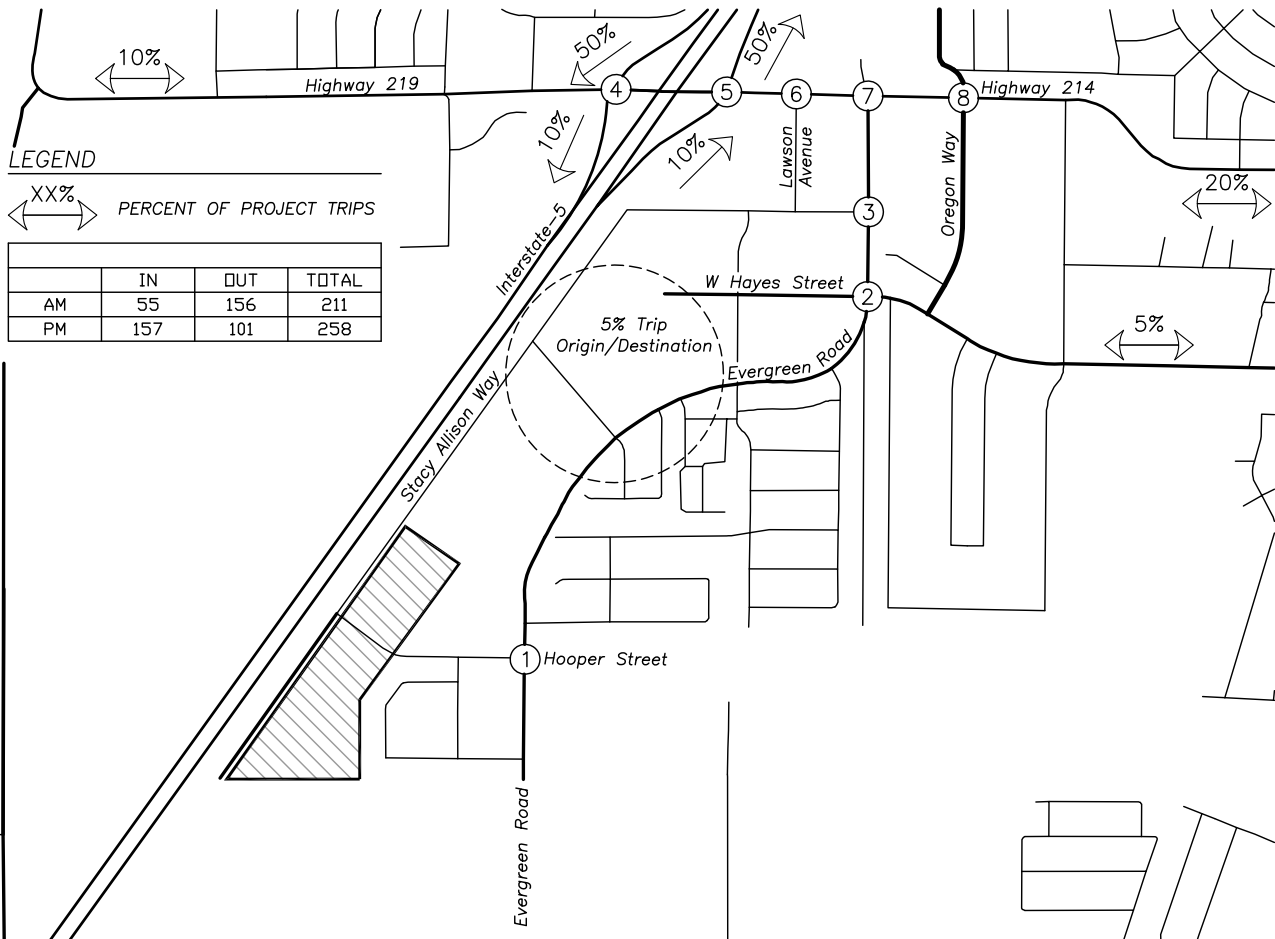 10%
50%
50%
Highway 219
4
5
6
7
8
Highway 214
10%
10%
Lawson
Avenue
Oregon Way
20%
LEGEND
XX%
PERCENT OF PROJECT TRIPS
IN OUT TOTAL
AM 55 156 211
PM 157 101 258
3
Interstate-5
W Hayes Street
2
5% Trip
Origin/Destination
5%
Evergreen Road
Stacy Allison Way
1
Hooper Street
Evergreen Road